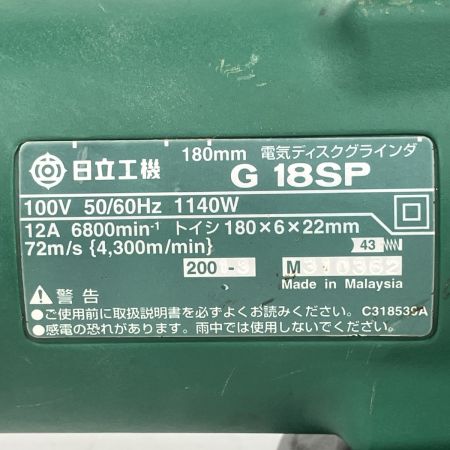 日立工機 180mm 電気ディスクグラインダ
G 18SP
100V 50/60Hz 1140W
12A 6800min⁻¹ トイシ 180×6×22mm
72m/s {4,300m/min} 43
200 -3 M 310362
Made in Malaysia
警告
●ご使用前に取扱説明書を必ずよくお読みください。 C318539A
●感電の恐れがあります。雨中では使用しないでください。